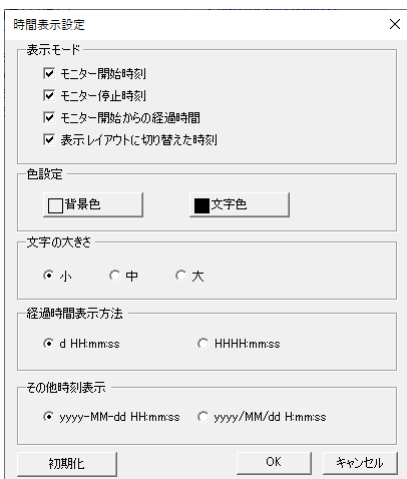 時間表示設定
表示モード
モニター開始時刻
モニター停止時刻
モニター開始からの経過時間
表示レイアウトに切り替えた時刻
色設定
背景色 文字色
文字の大きさ
小 中 大
経過時間表示方法
d HH:mm:ss HHHH:mm:ss
その他時刻表示
yyyy-MM-dd HH:mm:ss yyyy/MM/dd H:mm:ss
初期化 OK キャンセル